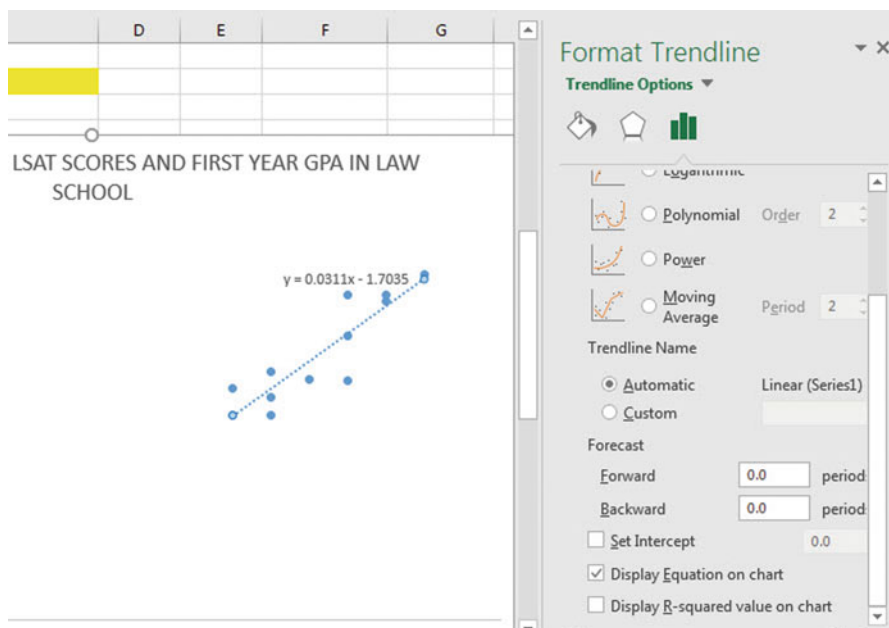 D E F G
LSAT SCORES AND FIRST YEAR GPA IN LAW
SCHOOL
y = 0.0311x - 1.7035
Format Trendline
Trendline Options
Logarithmic
Polynomial Order 2
Power
Moving
Average
Period 2
Trendline Name
Automatic Linear (Series1)
Custom
Forecast
Forward 0.0 period
Backward 0.0 period
Set Intercept 0.0
Display Equation on chart
Display R-squared value on chart